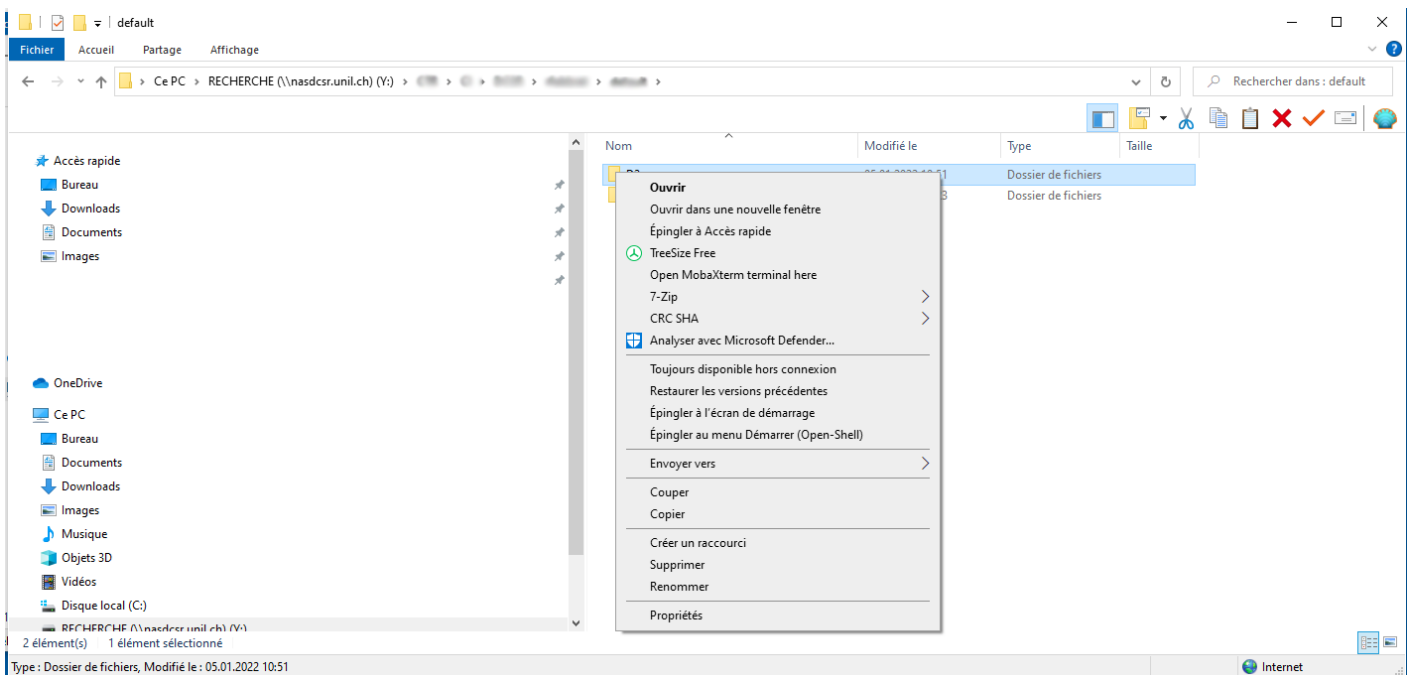 default
Fichier Accueil Partage Affichage
Ce PC > RECHERCHE (\\nasdcsr.unil.ch) (Y:) >
Rechercher dans : default
Nom Modifié le Type Taille
Accès rapide
Bureau
Downloads
Documents
Images
OneDrive
Ce PC
Bureau
Documents
Downloads
Images
Musique
Objets 3D
Vidéos
Disque local (C:)
RECHERCHE (\\nasdcsr.unil.ch) (Y:)
Dossier de fichiers
Dossier de fichiers
Ouvrir
Ouvrir dans une nouvelle fenêtre
Épingler à Accès rapide
TreeSize Free
Open MobaXterm terminal here
7-Zip
CRC SHA
Analyser avec Microsoft Defender...
Toujours disponible hors connexion
Restaurer les versions précédentes
Épingler à l'écran de démarrage
Épingler au menu Démarrer (Open-Shell)
Envoyer vers
Couper
Copier
Créer un raccourci
Supprimer
Renommer
Propriétés
2 élément(s) 1 élément sélectionné
Type : Dossier de fichiers, Modifié le : 05.01.2022 10:51
Internet